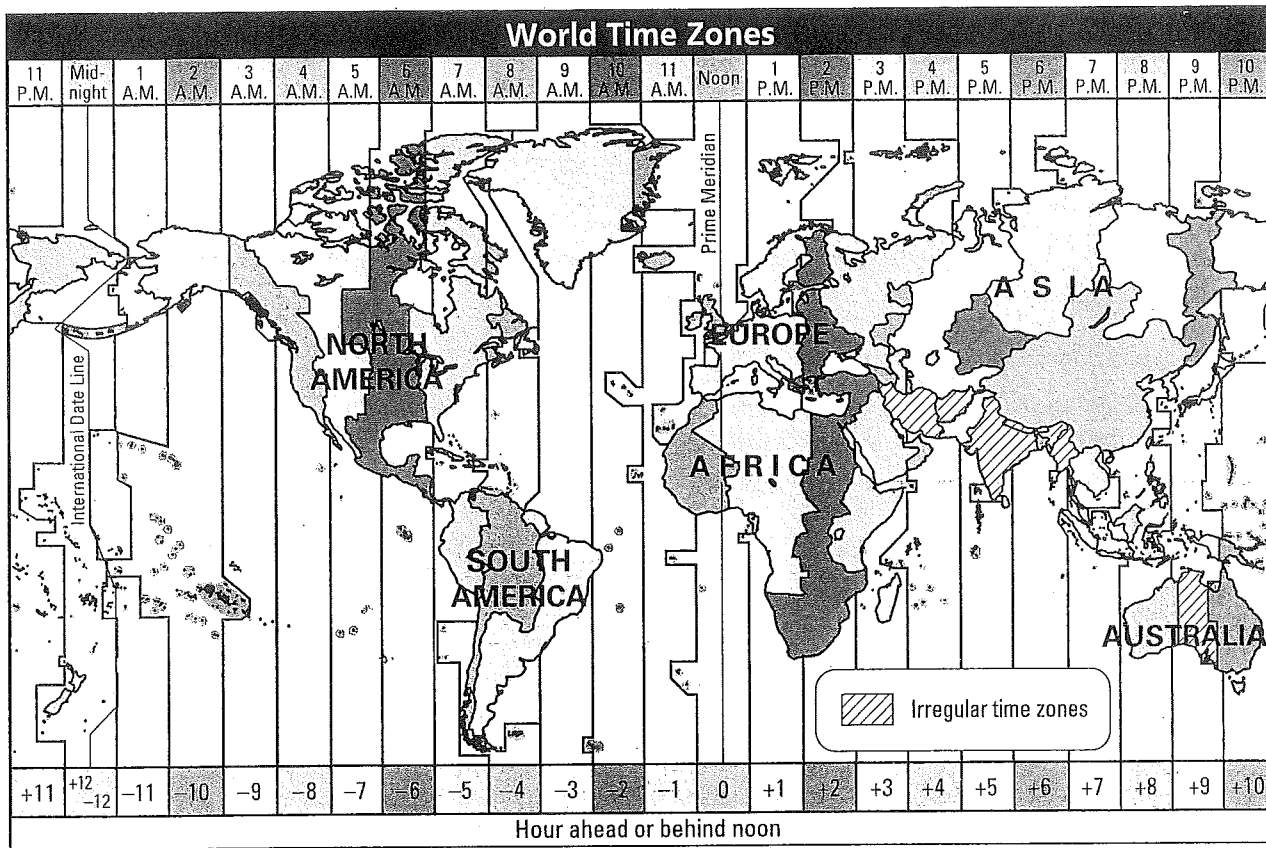 World Time Zones
11 P.M. Mid-night 1 A.M. 2 A.M. 3 A.M. 4 A.M. 5 A.M. 6 A.M. 7 A.M. 8 A.M. 9 A.M. 10 A.M. 11 A.M. Noon 1 P.M. 2 P.M. 3 P.M. 4 P.M. 5 P.M. 6 P.M. 7 P.M. 8 P.M. 9 P.M. 10 P.M.
International Date Line
Prime Meridian
NORTH
AMERICA
EUROPE
ASIA
AFRICA
SOUTH
AMERICA
AUSTRALIA
Irregular time zones
+11 +12 -12 -11 -10 -9 -8 -7 -6 -5 -4 -3 -2 -1 0 +1 +2 +3 +4 +5 +6 +7 +8 +9 +10
Hour ahead or behind noon